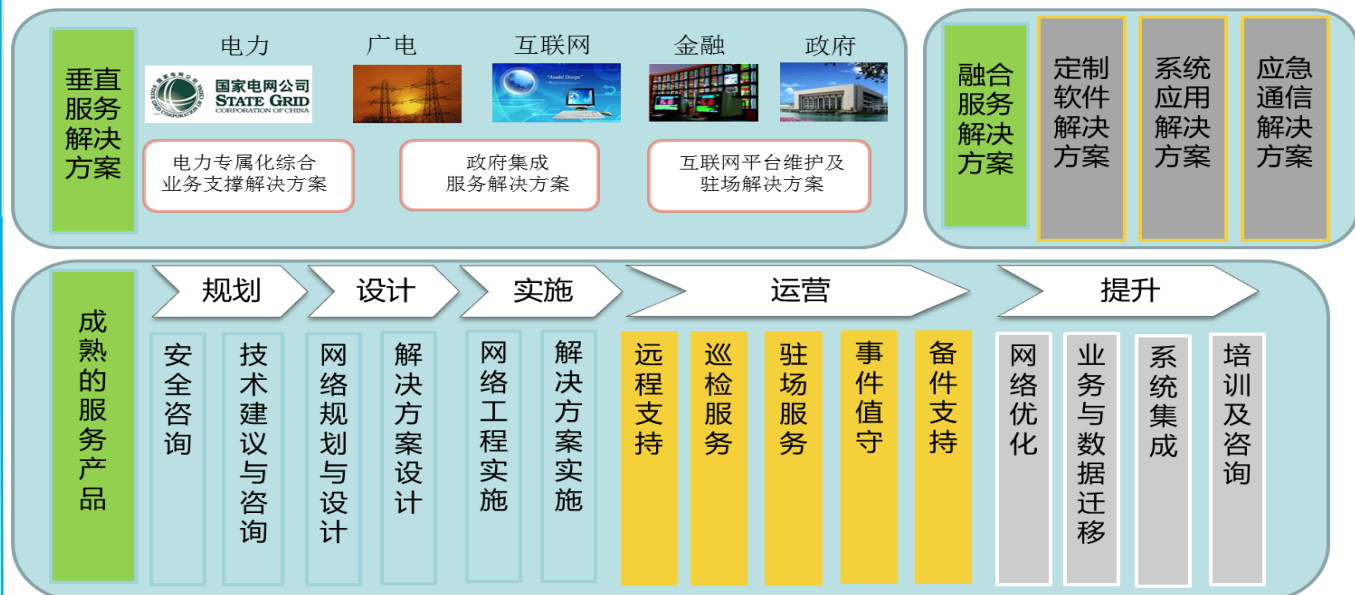 垂直
服务
解决
方案
电力
广电
互联网
金融
政府
国家电网公司
STATE GRID
CORPORATION OF CHINA
电力专属化综合
业务支撑解决方案
政府集成
服务解决方案
互联网平台维护及
驻场解决方案
融合
服务
解决
方案
定制
软件
解决
方案
系统
应用
解决
方案
应急
通信
解决
方案
成熟的服务产品
规划
设计
实施
运营
提升
安全咨询
技术建议与咨询
网络规划与设计
解决方案设计
网络工程实施
解决方案实施
远程支持
巡检服务
驻场服务
事件值守
备件支持
网络优化
业务与数据迁移
系统集成
培训及咨询